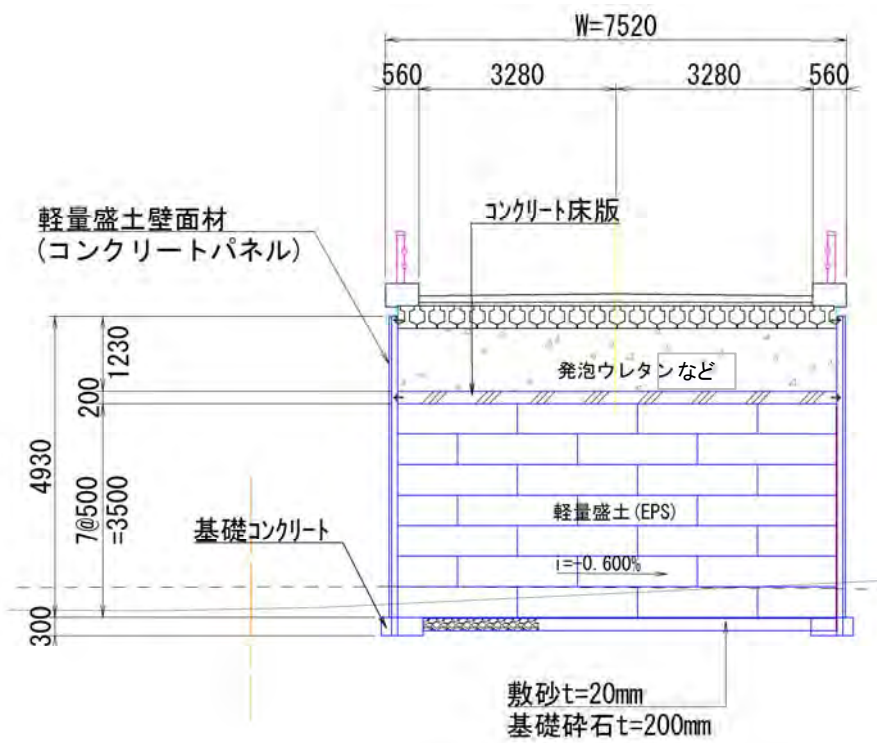 W=7520
560
3280
3280
560
コンクリート床版
軽量盛土壁面材
(コンクリートパネル)
1230
発泡ウレタン など
200
4930
7@500
=3500
軽量盛土(EPS)
基礎コンクリート
i=-0.600%
300
敷砂t=20mm
基礎砕石t=200mm